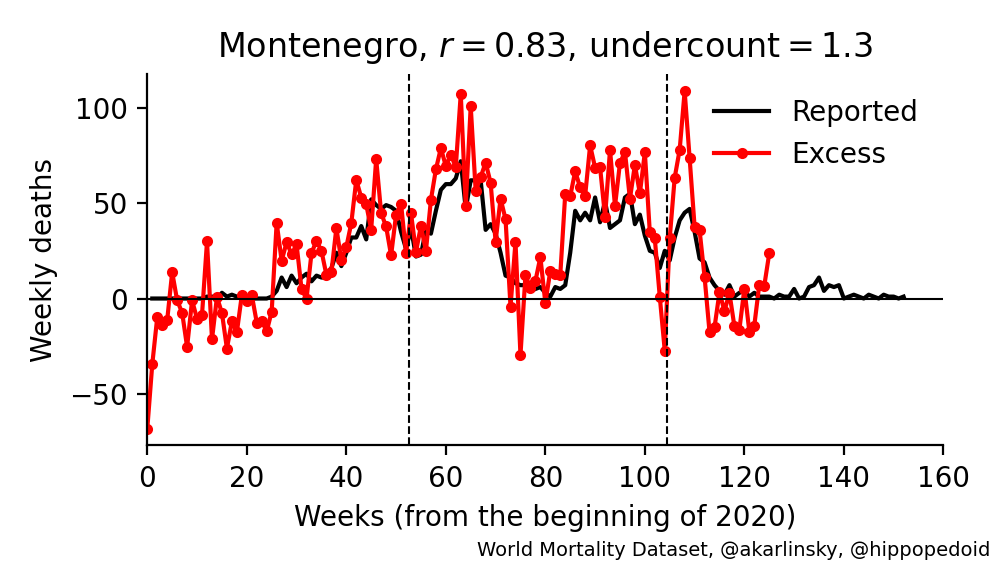 Montenegro, r = 0.83, undercount = 1.3
Weekly deaths
100
50
0
−50
Reported
Excess
0 20 40 60 80 100 120 140 160
Weeks (from the beginning of 2020)
World Mortality Dataset, @akarlinsky, @hippopedoid